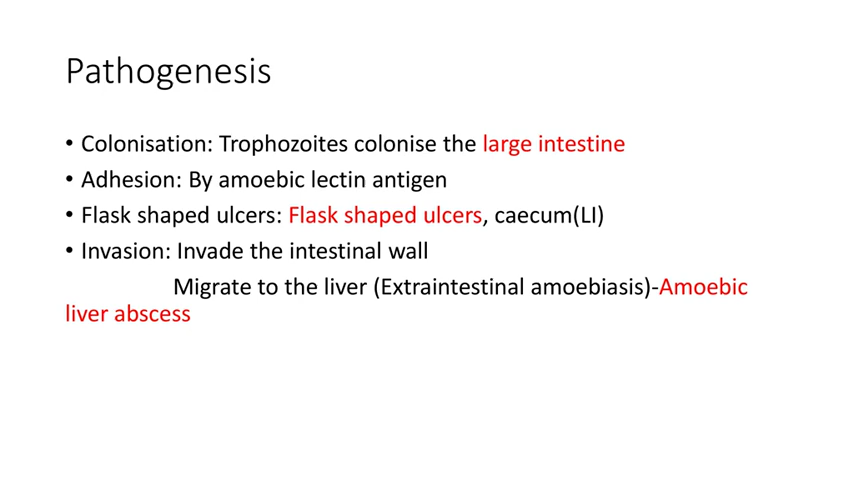 Pathogenesis
• Colonisation: Trophozoites colonise the large intestine
• Adhesion: By amoebic lectin antigen
• Flask shaped ulcers: Flask shaped ulcers, caecum(LI)
• Invasion: Invade the intestinal wall
Migrate to the liver (Extraintestinal amoebiasis)-Amoebic
liver abscess